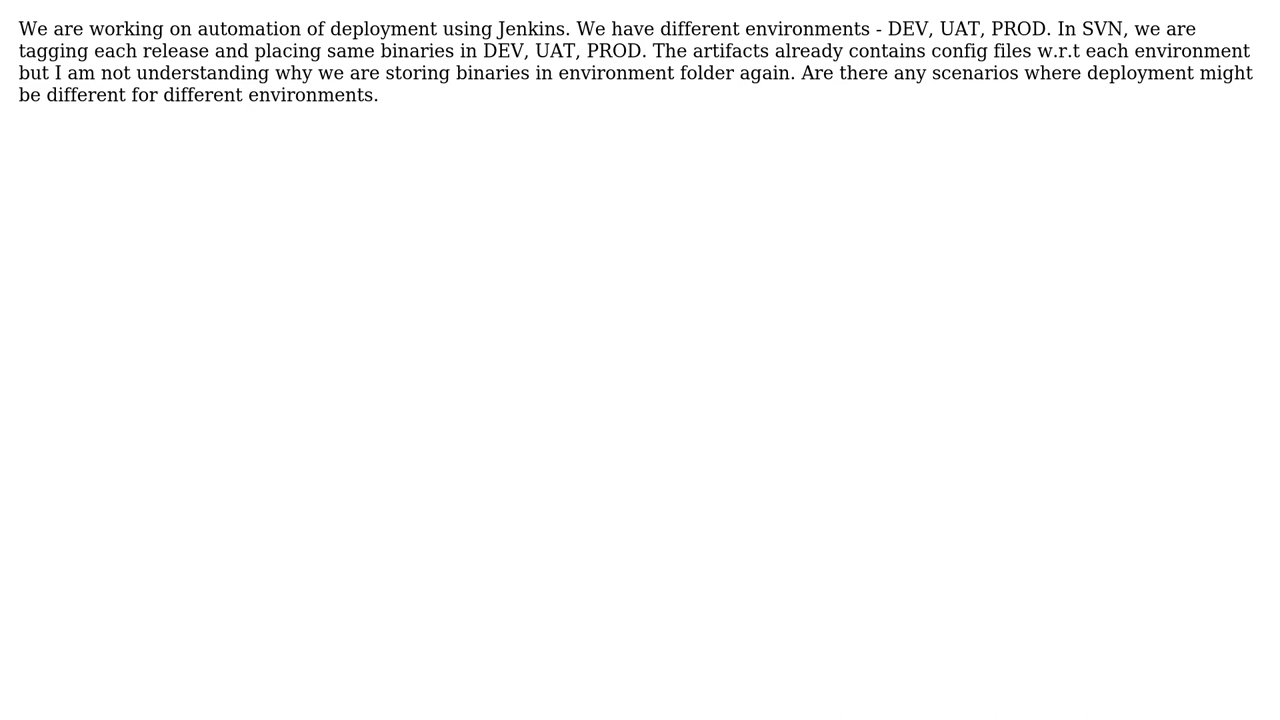 We are working on automation of deployment using Jenkins. We have different environments - DEV, UAT, PROD. In SVN, we are
tagging each release and placing same binaries in DEV, UAT, PROD. The artifacts already contains config files w.r.t each environment
but I am not understanding why we are storing binaries in environment folder again. Are there any scenarios where deployment might
be different for different environments.